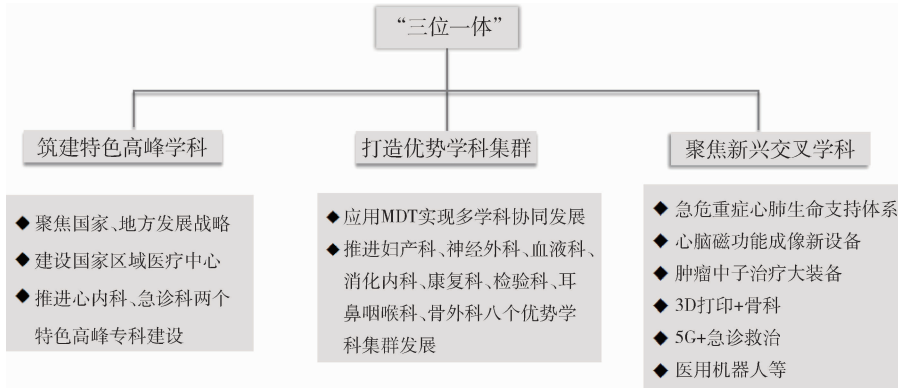 “三位一体”
筑建特色高峰学科
◆ 聚焦国家、地方发展战略
◆ 建设国家区域医疗中心
◆ 推进心内科、急诊科两个
特色高峰专科建设
打造优势学科集群
◆ 应用MDT实现多学科协同发展
◆ 推进妇产科、神经外科、血液科、
消化内科、康复科、检验科、耳
鼻咽喉科、骨外科八个优势学
科集群发展
聚焦新兴交叉学科
◆ 急危重症心肺生命支持体系
◆ 心脑磁功能成像新设备
◆ 肿瘤中子治疗大装备
◆ 3D打印+骨科
◆ 5G+急诊救治
◆ 医用机器人等